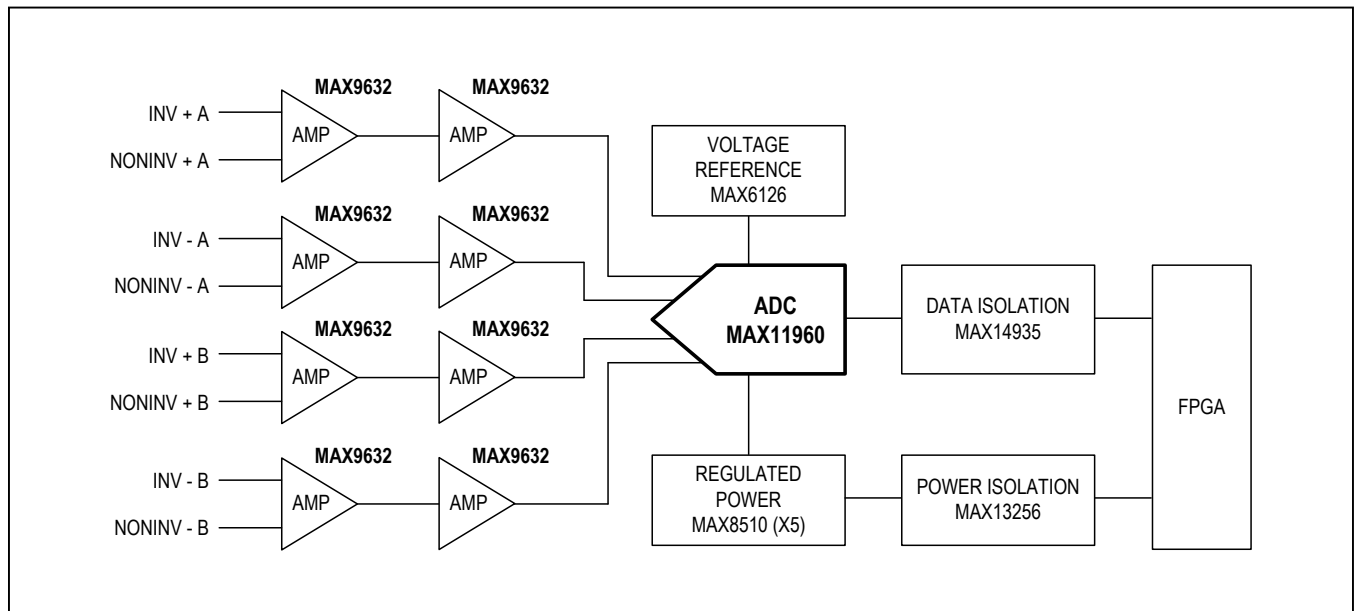 MAX9632
MAX9632
INV + A
AMP
AMP
NONINV + A
VOLTAGE
REFERENCE
MAX6126
MAX9632
MAX9632
INV - A
AMP
AMP
NONINV - A
ADC
MAX11960
DATA ISOLATION
MAX14935
MAX9632
MAX9632
INV + B
AMP
AMP
NONINV + B
FPGA
MAX9632
MAX9632
INV - B
AMP
AMP
NONINV - B
REGULATED
POWER
MAX8510 (X5)
POWER ISOLATION
MAX13256